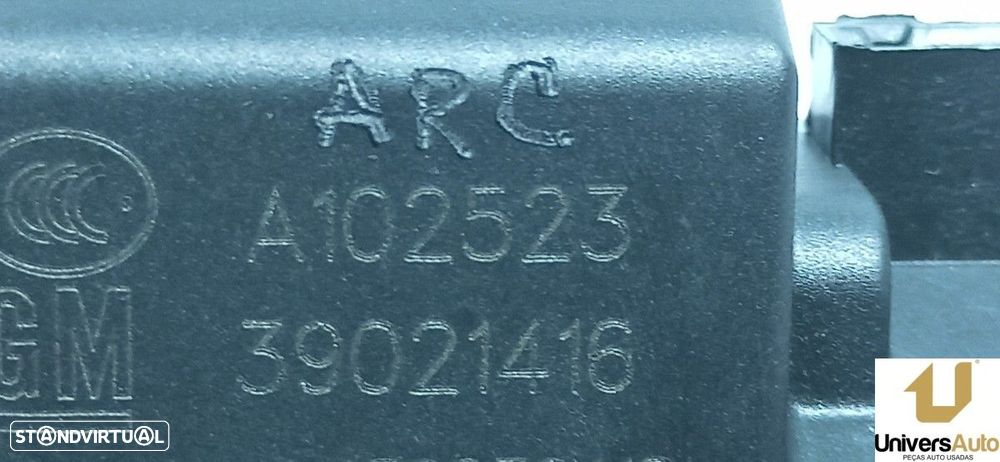 ARC
A102523
GM
39021416
STANDVIRTUAL
UniversAuto
PEÇAS AUTO USADAS